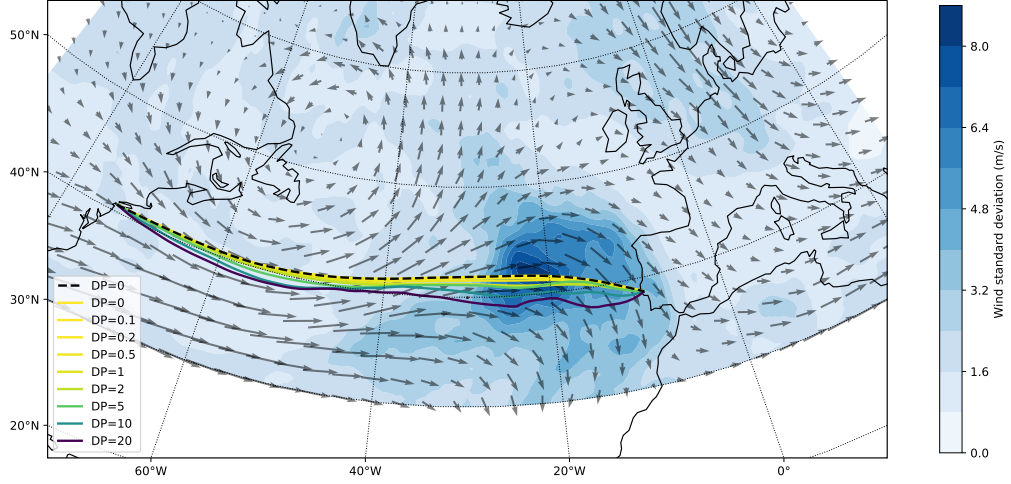 50°N
40°N
30°N
20°N
60°W
40°W
20°W
0°
DP=0
DP=0
DP=0.1
DP=0.2
DP=0.5
DP=1
DP=2
DP=5
DP=10
DP=20
8.0
6.4
4.8
3.2
1.6
0.0
Wind standard deviation (m/s)